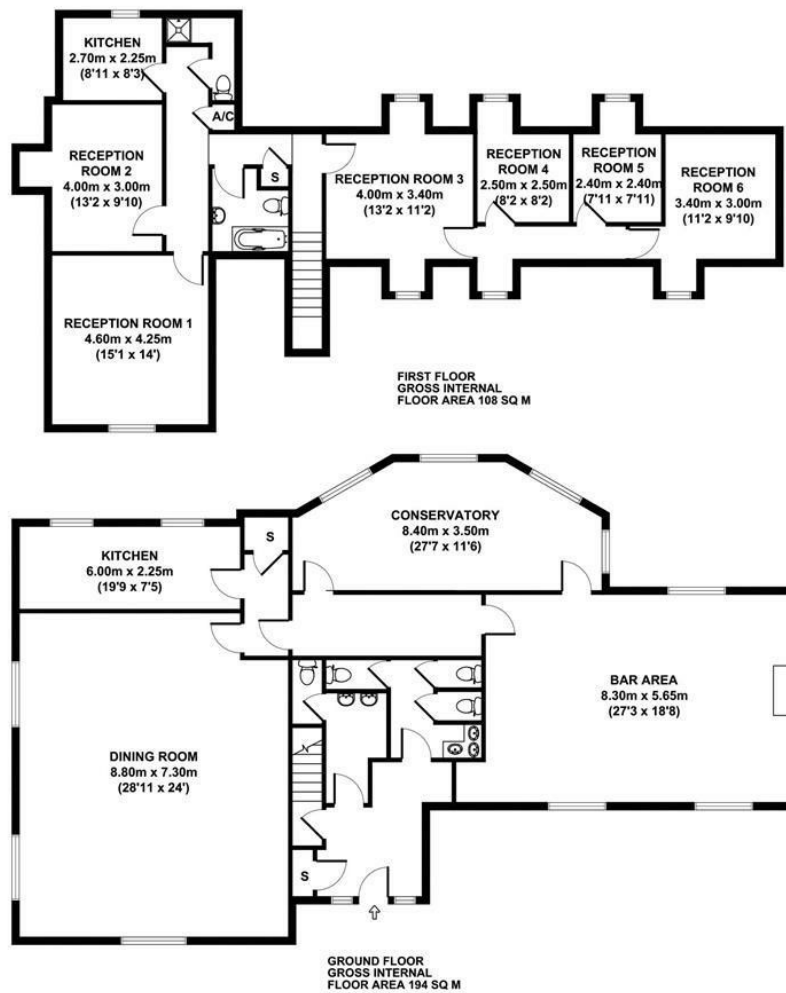 KITCHEN
2.70m x 2.25m
(8'11 x 8'3)
A/C
RECEPTION
ROOM 2
4.00m x 3.00m
(13'2 x 9'10)
S
RECEPTION ROOM 3
4.00m x 3.40m
(13'2 x 11'2)
RECEPTION
ROOM 4
2.50m x 2.50m
(8'2 x 8'2)
RECEPTION
ROOM 5
2.40m x 2.40m
(7'11 x 7'11)
RECEPTION
ROOM 6
3.40m x 3.00m
(11'2 x 9'10)
RECEPTION ROOM 1
4.60m x 4.25m
(15'1 x 14')
FIRST FLOOR
GROSS INTERNAL
FLOOR AREA 108 SQ M
CONSERVATORY
8.40m x 3.50m
(27'7 x 11'6)
S
KITCHEN
6.00m x 2.25m
(19'9 x 7'5)
BAR AREA
8.30m x 5.65m
(27'3 x 18'8)
DINING ROOM
8.80m x 7.30m
(28'11 x 24')
S
GROUND FLOOR
GROSS INTERNAL
FLOOR AREA 194 SQ M